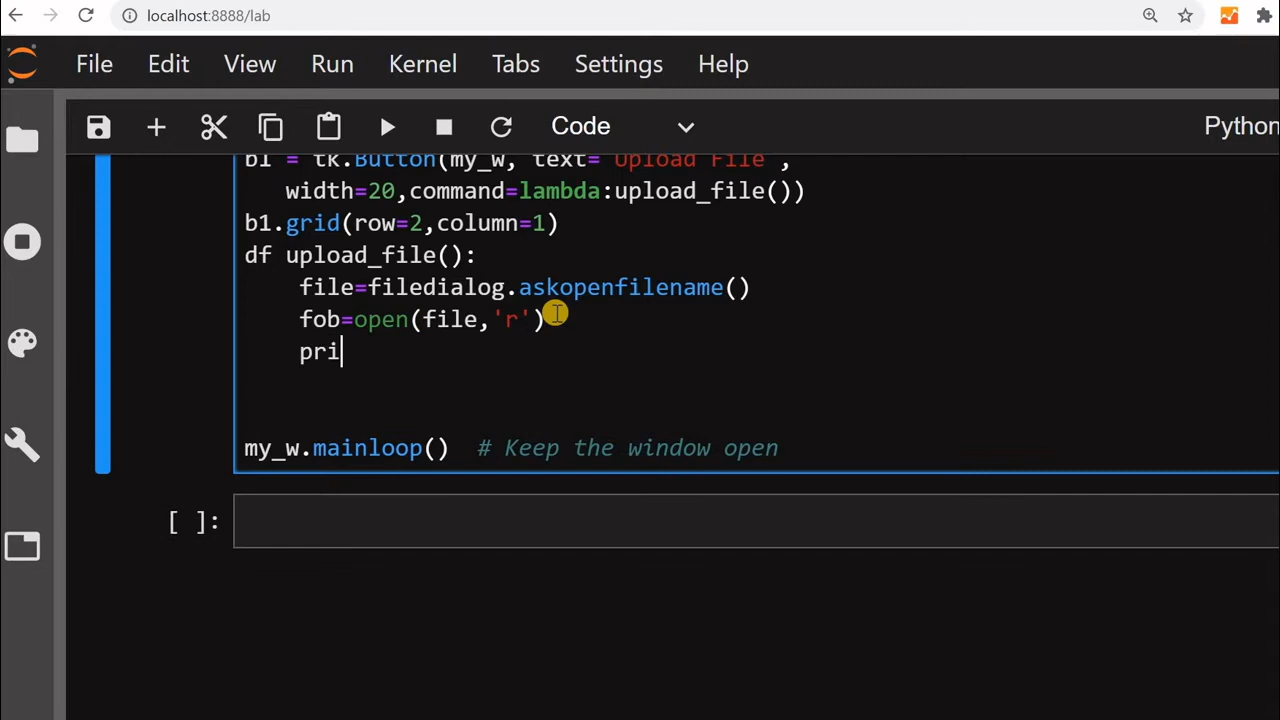 localhost:8888/lab
File Edit View Run Kernel Tabs Settings Help
Code Python
b1 = tk.Button(my_w, text='Upload File',
width=20,command=lambda:upload_file())
b1.grid(row=2,column=1)
df upload_file():
file=filedialog.askopenfilename()
fob=open(file,'r')
pri
my_w.mainloop()  # Keep the window open
[ ]: